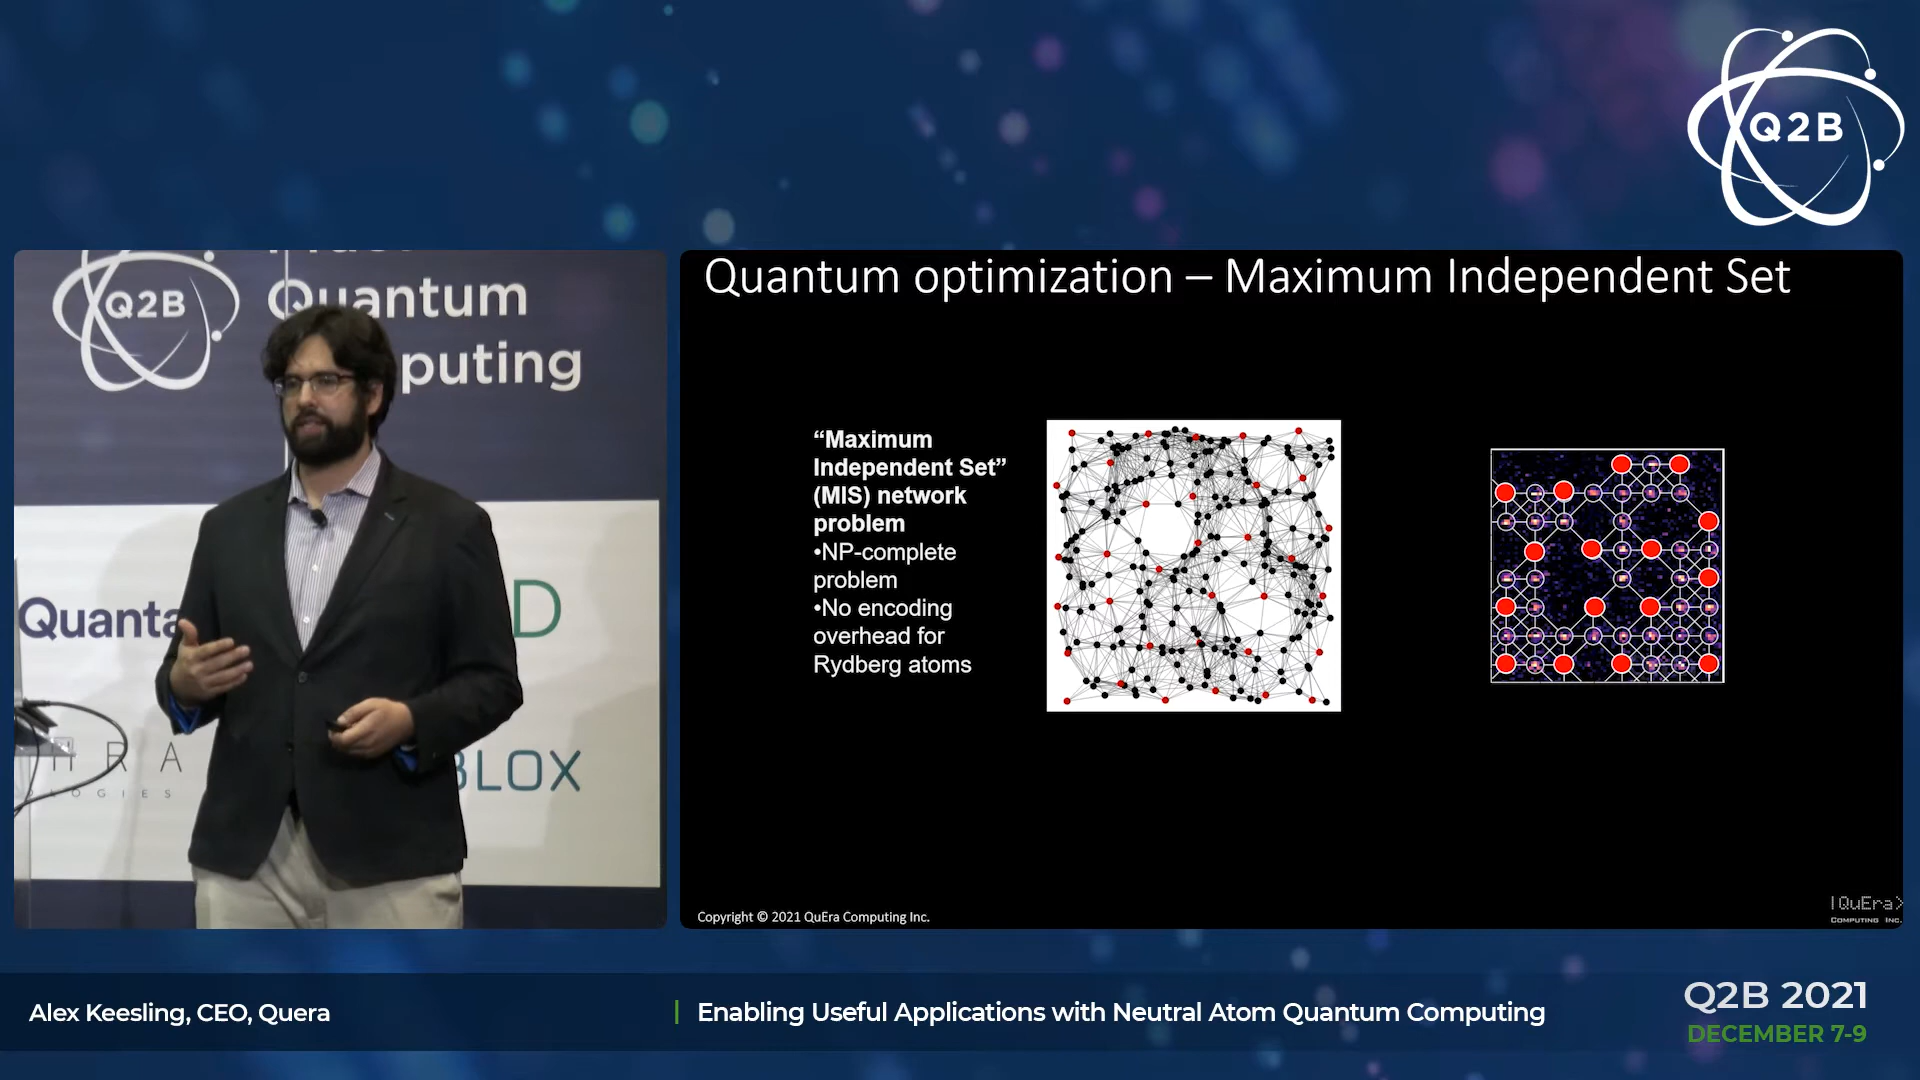 Q2B
Q2B
Quantum
puting
Quanta
D
HRA
OGIES
BLOX
Quantum optimization – Maximum Independent Set
“Maximum
Independent Set”
(MIS) network
problem
•NP-complete
problem
•No encoding
overhead for
Rydberg atoms
Copyright © 2021 QuEra Computing Inc.
|QuEra⟩
COMPUTING INC.
Alex Keesling, CEO, Quera
Enabling Useful Applications with Neutral Atom Quantum Computing
Q2B 2021
DECEMBER 7-9